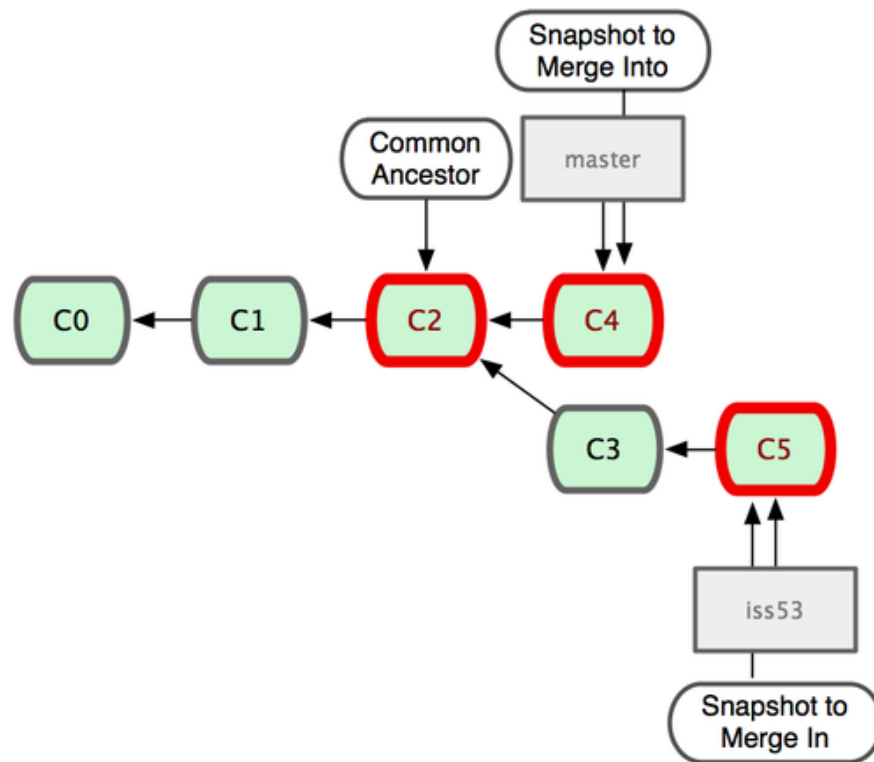 Snapshot to
Merge Into
Common
Ancestor
master
C0
C1
C2
C4
C3
C5
iss53
Snapshot to
Merge In